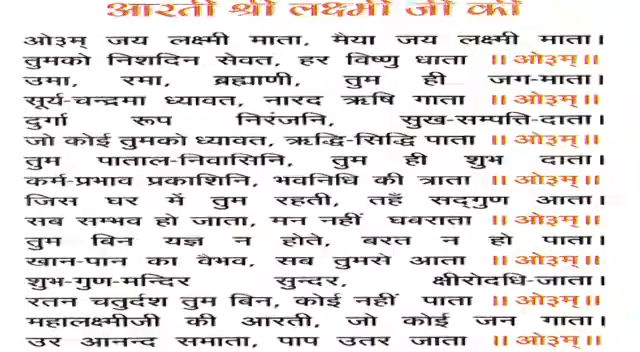 आरती श्री लक्ष्मी जी की
ओ३म् जय लक्ष्मी माता, मैया जय लक्ष्मी माता।
तुमको निशदिन सेवत, हर विष्णु धाता ॥ओ३म्॥
उमा, रमा, ब्रह्माणी, तुम ही जग-माता।
सूर्य-चन्द्रमा ध्यावत, नारद ऋषि गाता ॥ओ३म्॥
दुर्गा रूप निरंजनि, सुख-सम्पति-दाता।
जो कोई तुमको ध्यावत, ऋद्धि-सिद्धि पाता ॥ओ३म्॥
तुम पाताल-निवासिनि, तुम ही शुभ दाता।
कर्म-प्रभाव प्रकाशिनि, भवनिधि की त्राता ॥ओ३म्॥
जिस घर में तुम रहती, तहँ सद्गुण आता।
सब सम्भव हो जाता, मन नहीं घबराता ॥ओ३म्॥
तुम बिन यज्ञ न होते, बरत न हो पाता।
खान-पान का वैभव, सब तुमसे आता ॥ओ३म्॥
शुभ-गुण-मन्दिर सुन्दर, क्षीरोदधि-जाता।
रतन चतुर्दश तुम बिन, कोई नहीं पाता ॥ओ३म्॥
महालक्ष्मीजी की आरती, जो कोई जन गाता।
उर आनन्द समाता, पाप उतर जाता ॥ओ३म्॥